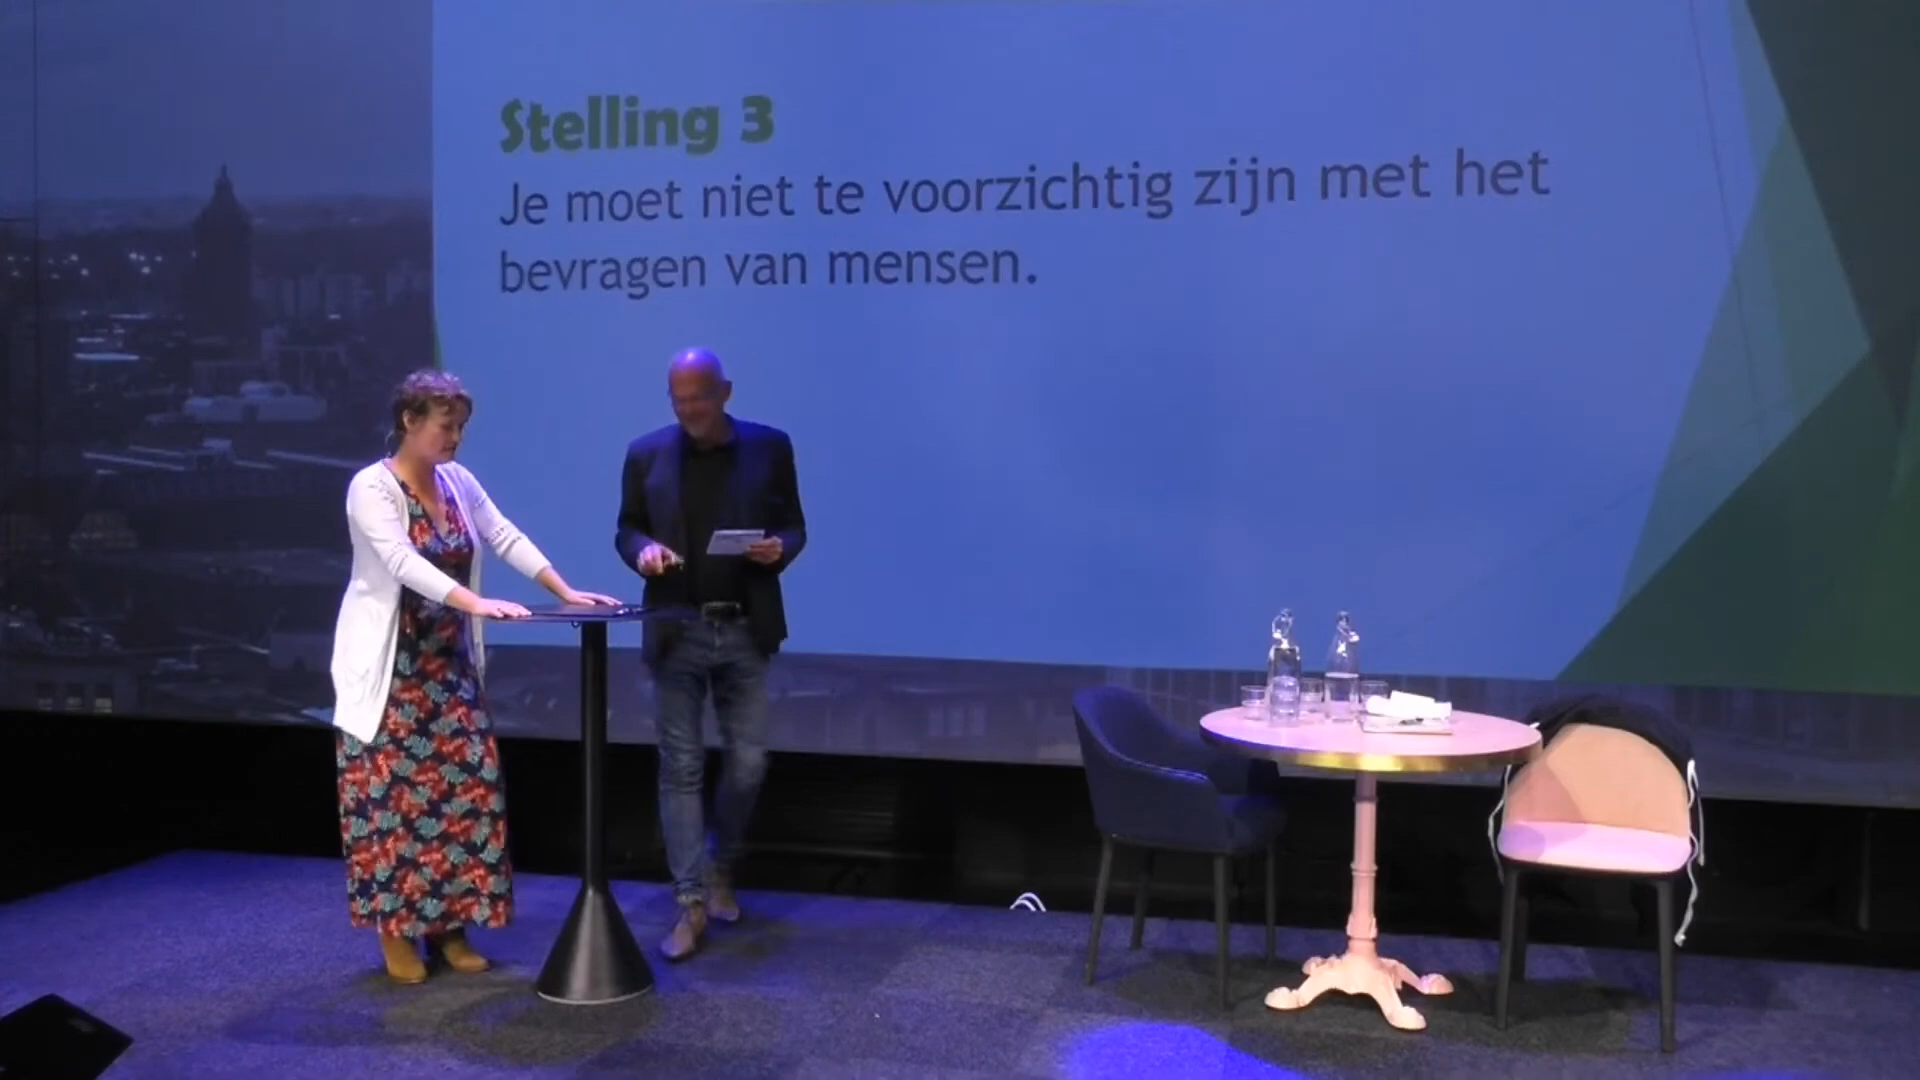 Stelling 3
Je moet niet te voorzichtig zijn met het
bevragen van mensen.